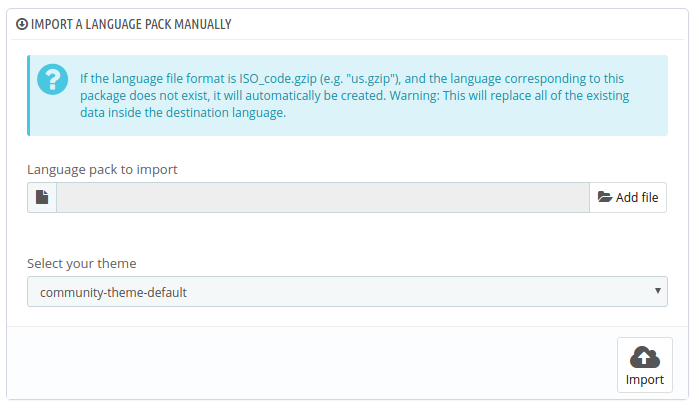 IMPORT A LANGUAGE PACK MANUALLY
If the language file format is ISO_code.gzip (e.g. "us.gzip"), and the language corresponding to this
package does not exist, it will automatically be created. Warning: This will replace all of the existing
data inside the destination language.
Language pack to import
Add file
Select your theme
community-theme-default
Import